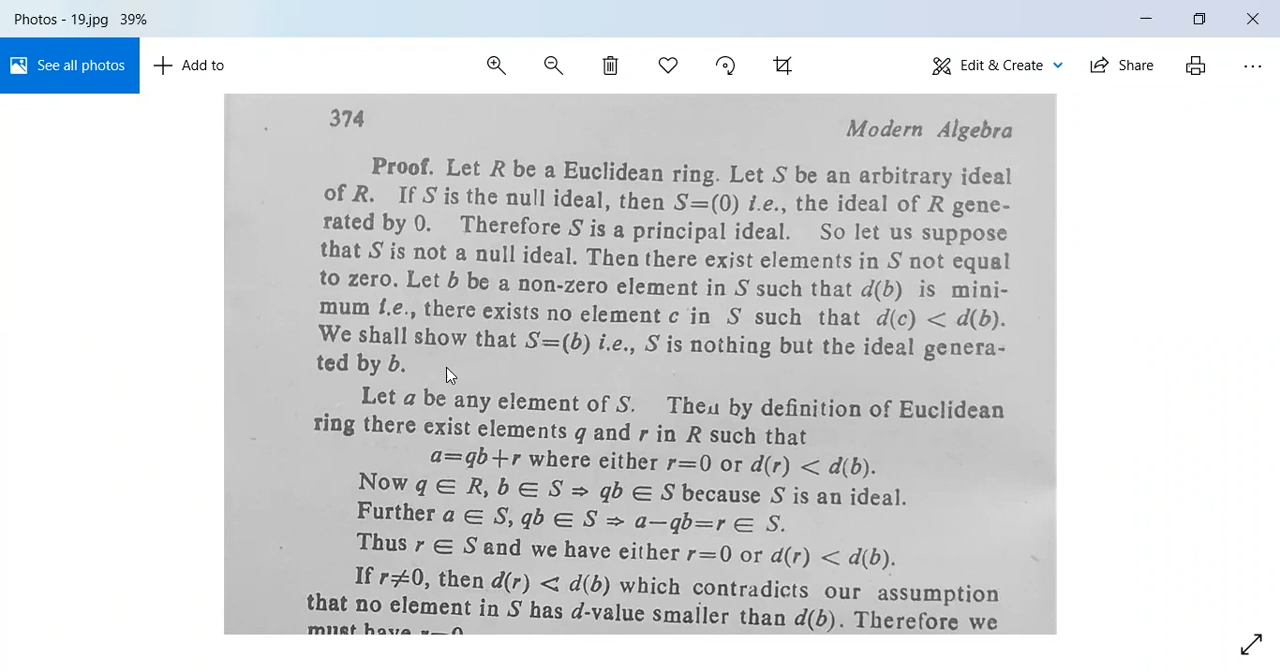 Photos - 19.jpg 39%
See all photos
Add to
Edit & Create
Share
374
Modern Algebra
Proof. Let R be a Euclidean ring. Let S be an arbitrary ideal
of R. If S is the null ideal, then S=(0) i.e., the ideal of R gene-
rated by 0. Therefore S is a principal ideal. So let us suppose
that S is not a null ideal. Then there exist elements in S not equal
to zero. Let b be a non-zero element in S such that d(b) is mini-
mum i.e., there exists no element c in S such that d(c) < d(b).
We shall show that S=(b) i.e., S is nothing but the ideal genera-
ted by b.
Let a be any element of S. Then by definition of Euclidean
ring there exist elements q and r in R such that
a=qb+r where either r=0 or d(r) < d(b).
Now q ∈ R, b ∈ S ⇒ qb ∈ S because S is an ideal.
Further a ∈ S, qb ∈ S ⇒ a−qb=r ∈ S.
Thus r ∈ S and we have either r=0 or d(r) < d(b).
If r≠0, then d(r) < d(b) which contradicts our assumption
that no element in S has d-value smaller than d(b). Therefore we
must have r=0